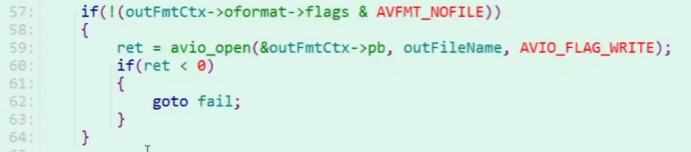 57: if(!(outFmtCtx->oformat->flags & AVFMT_NOFILE))
58: {
59: ret = avio_open(&outFmtCtx->pb, outFileName, AVIO_FLAG_WRITE);
60: if(ret < 0)
61: {
62: goto fail;
63: }
64: }